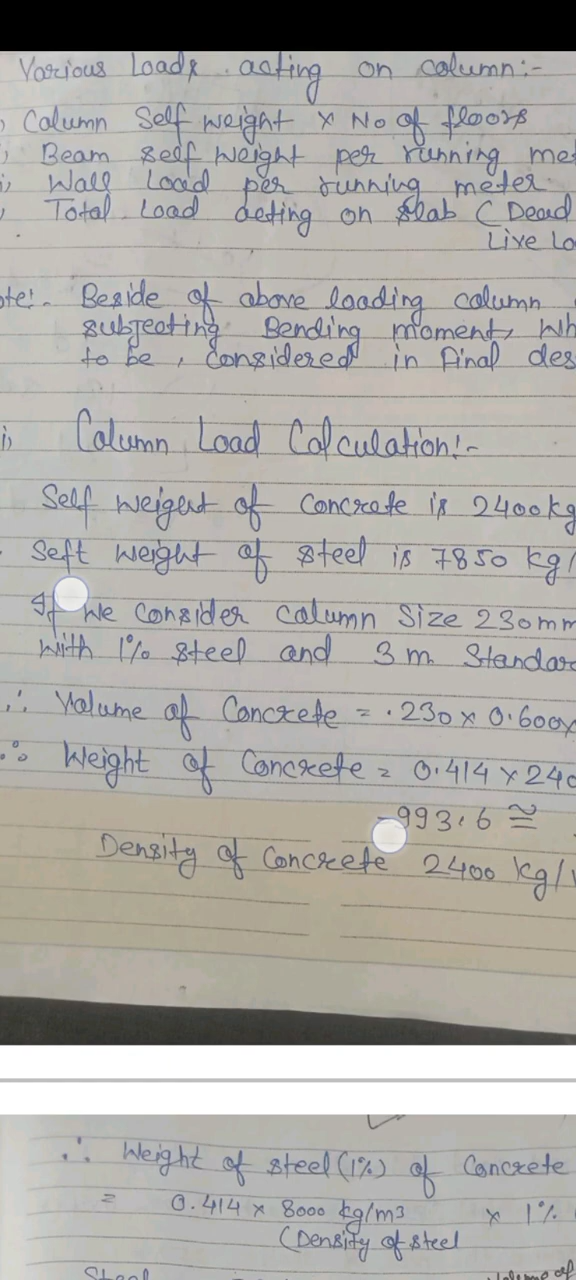 Various Loads acting on column:-
Column Self weight × No of floors
Beam self weight per running me
Wall Load per running meter
Total Load acting on slab (Dead
Live Lo
ote:- Beside of above loading column
subjecting Bending moment, Wh
to be, Considered in Final des
i) Column Load Calculation:-
Self weigeut of concrete is 2400kg
Seft weight of steel is 7850 kg/
If we consider column Size 230mm
with 1% steel and 3m Standar
∴ Volume of Concrete = .230 × 0.600×
∴ Weight of Concrete = 0.414 × 240
=993.6 ≅
Density of Concrete 2400 kg/
∴ Weight of steel (1%) of Concrete
= 0.414 × 8000 kg/m3 × 1%
(Density of steel
Steel